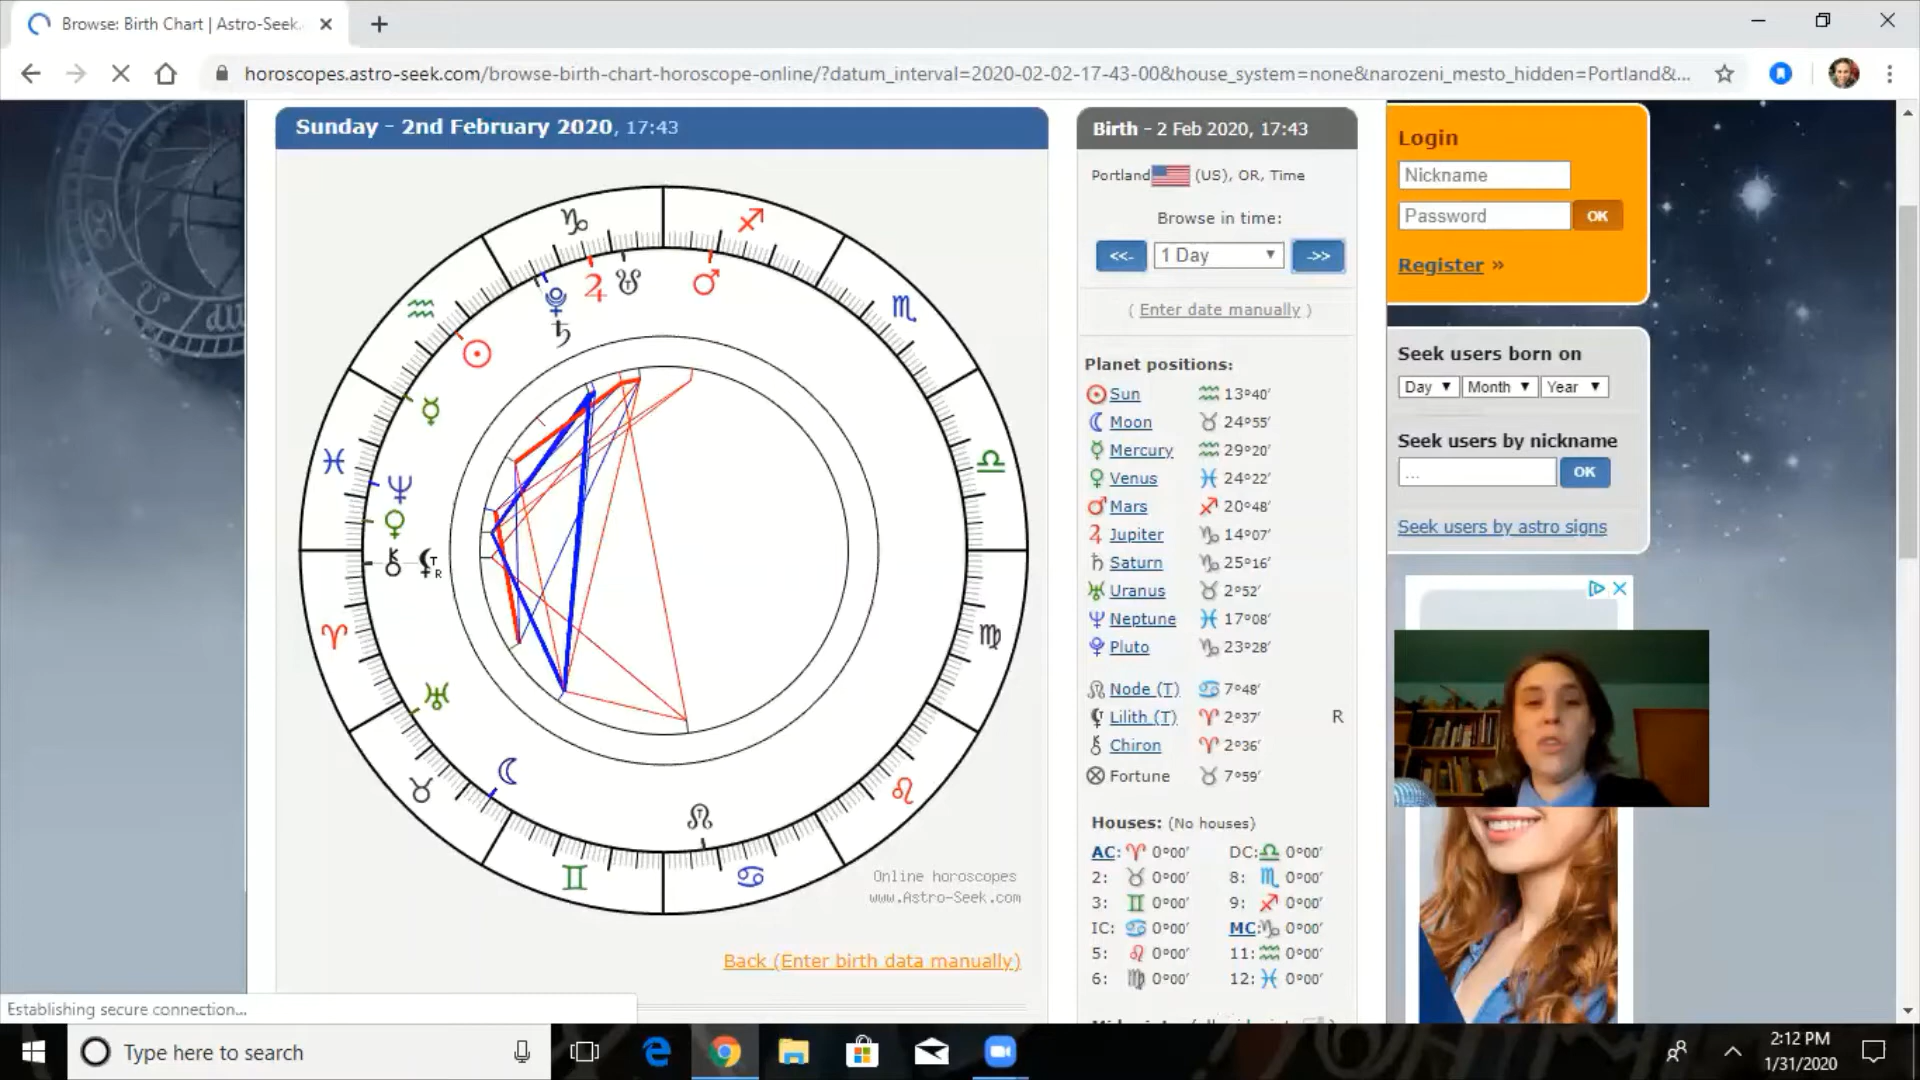 Browse: Birth Chart | Astro-Seek.
horoscopes.astro-seek.com/browse-birth-chart-horoscope-online/?datum_interval=2020-02-02-17-43-00&house_system=none&narozeni_mesto_hidden=Portland&...
Sunday - 2nd February 2020, 17:43
Online horoscopes
www.Astro-Seek.com
Back (Enter birth data manually)
Birth - 2 Feb 2020, 17:43
Portland (US), OR, Time
Browse in time:
<<- 1 Day ->>
( Enter date manually )
Planet positions:
Sun ♒ 13°40′
Moon ♉ 24°55′
Mercury ♒ 29°20′
Venus ♓ 24°22′
Mars ♐ 20°48′
Jupiter ♑ 14°07′
Saturn ♑ 25°16′
Uranus ♉ 2°52′
Neptune ♓ 17°08′
Pluto ♑ 23°28′
Node (T) ♋ 7°48′
Lilith (T) ♈ 2°37′ R
Chiron ♈ 2°36′
Fortune ♉ 7°59′
Houses: (No houses)
AC: ♈ 0°00′ DC: ♎ 0°00′
2: ♉ 0°00′ 8: ♏ 0°00′
3: ♊ 0°00′ 9: ♐ 0°00′
IC: ♋ 0°00′ MC: ♑ 0°00′
5: ♌ 0°00′ 11: ♒ 0°00′
6: ♍ 0°00′ 12: ♓ 0°00′
Login
Nickname
Password OK
Register »
Seek users born on
Day Month Year
Seek users by nickname
... OK
Seek users by astro signs
Establishing secure connection...
Type here to search
2:12 PM
1/31/2020